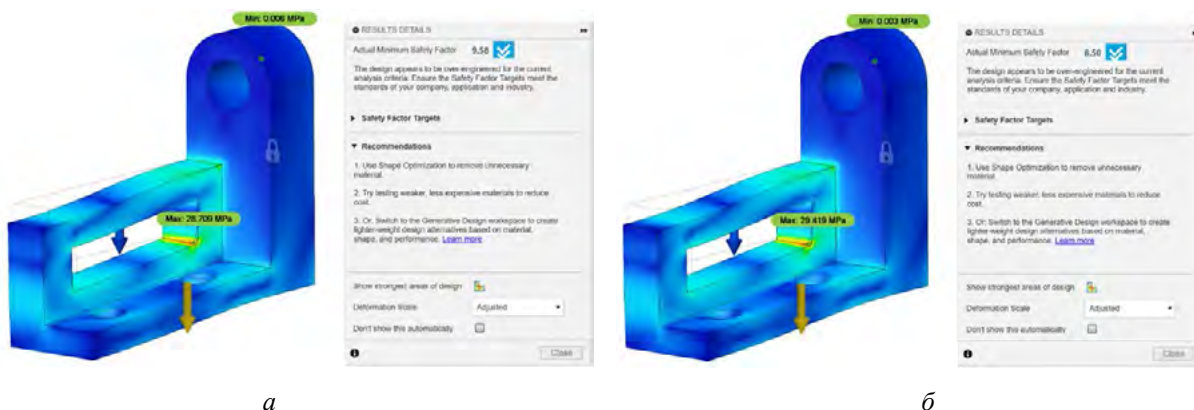 Min: 0.006 MPa
Max: 28.709 MPa
RESULTS DETAILS
Actual Minimum Safety Factor 9.58
The design appears to be over-engineered for the current
analysis criteria. Ensure the Safety Factor Targets meet the
standards of your company, application and industry.
Safety Factor Targets
Recommendations
1. Use Shape Optimization to remove unnecessary
material.
2. Try testing weaker, less expensive materials to reduce
cost.
3. Or, Switch to the Generative Design workspace to create
lighter-weight design alternatives based on material,
shape, and performance. Learn more
Show strongest areas of design
Deformation Scale Adjusted
Don't show this automatically
Close
а
Min: 0.003 MPa
Max: 29.419 MPa
RESULTS DETAILS
Actual Minimum Safety Factor 8.50
The design appears to be over-engineered for the current
analysis criteria. Ensure the Safety Factor Targets meet the
standards of your company, application and industry.
Safety Factor Targets
Recommendations
1. Use Shape Optimization to remove unnecessary
material.
2. Try testing weaker, less expensive materials to reduce
cost.
3. Or, Switch to the Generative Design workspace to create
lighter-weight design alternatives based on material,
shape, and performance. Learn more
Show strongest areas of design
Deformation Scale Adjusted
Don't show this automatically
Close
б